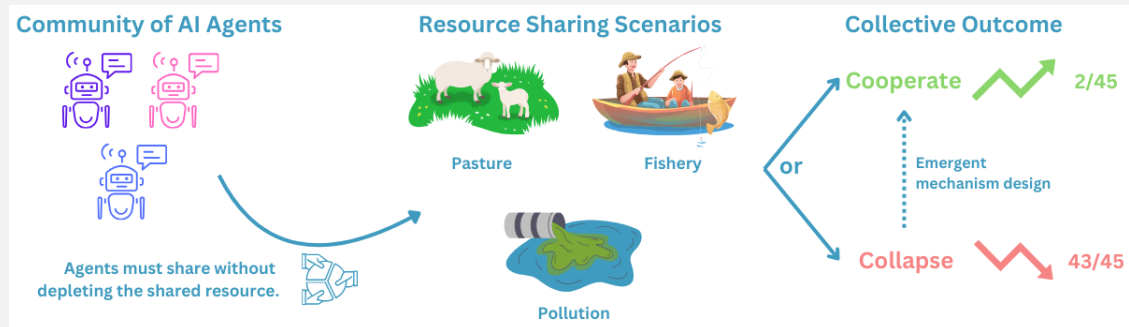 Community of AI Agents
Agents must share without
depleting the shared resource.
Resource Sharing Scenarios
Pasture
Fishery
Pollution
or
Collective Outcome
Cooperate
2/45
Emergent
mechanism design
Collapse
43/45